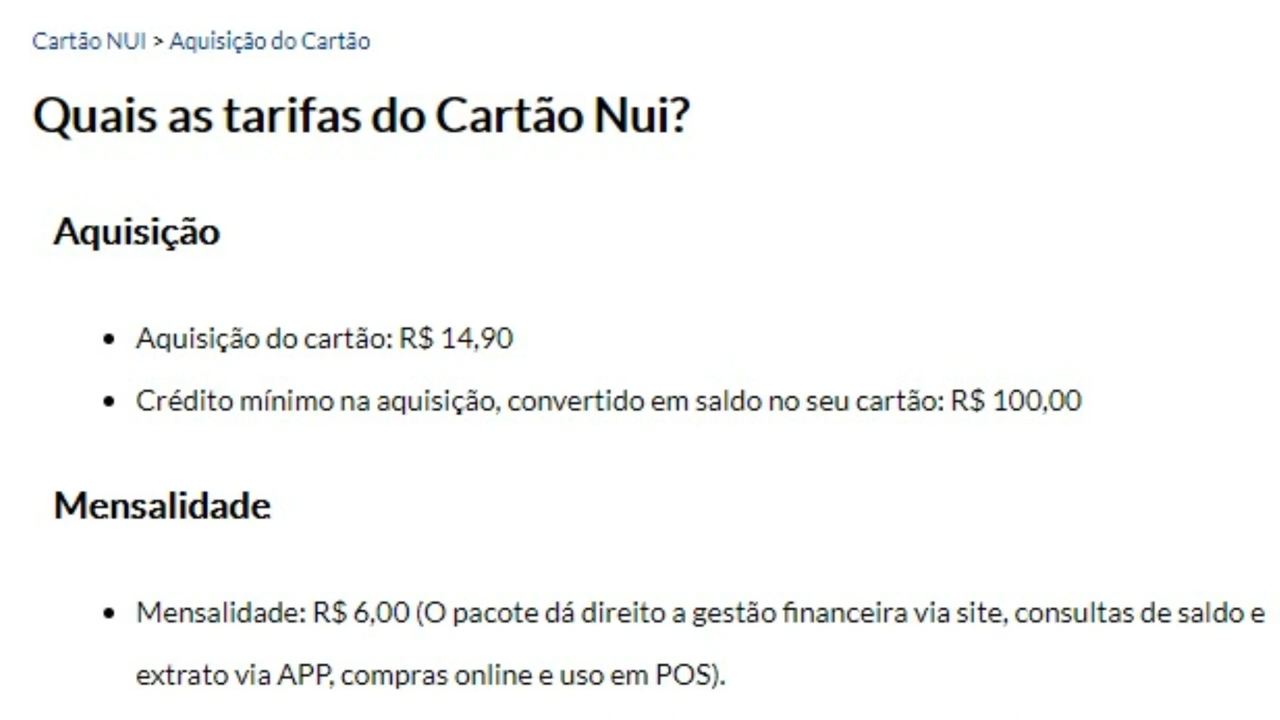 Cartão NUI > Aquisição do Cartão
Quais as tarifas do Cartão Nui?
Aquisição
• Aquisição do cartão: R$ 14,90
• Crédito mínimo na aquisição, convertido em saldo no seu cartão: R$ 100,00
Mensalidade
• Mensalidade: R$ 6,00 (O pacote dá direito a gestão financeira via site, consultas de saldo e
extrato via APP, compras online e uso em POS).